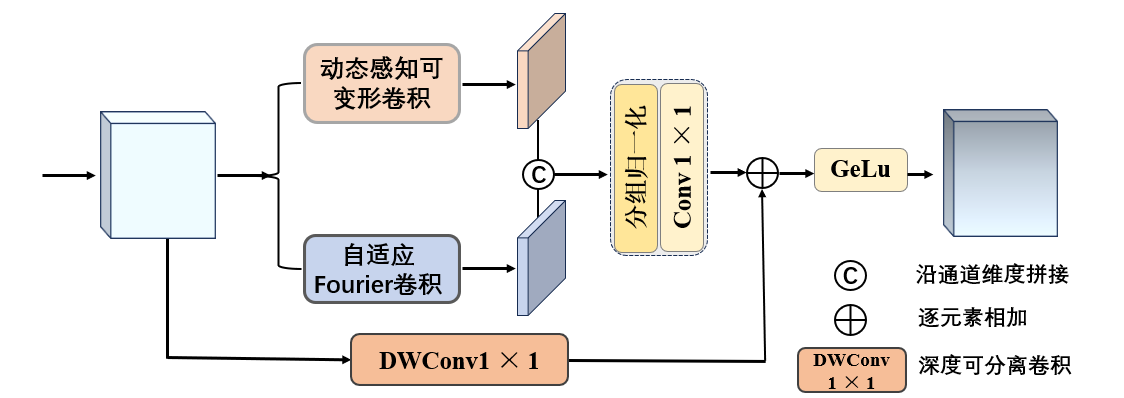 动态感知可
变形卷积
C
自适应
Fourier卷积
分组归一化
Conv 1 × 1
GeLu
DWConv1 × 1
C
沿通道维度拼接
逐元素相加
DWConv
1 × 1
深度可分离卷积